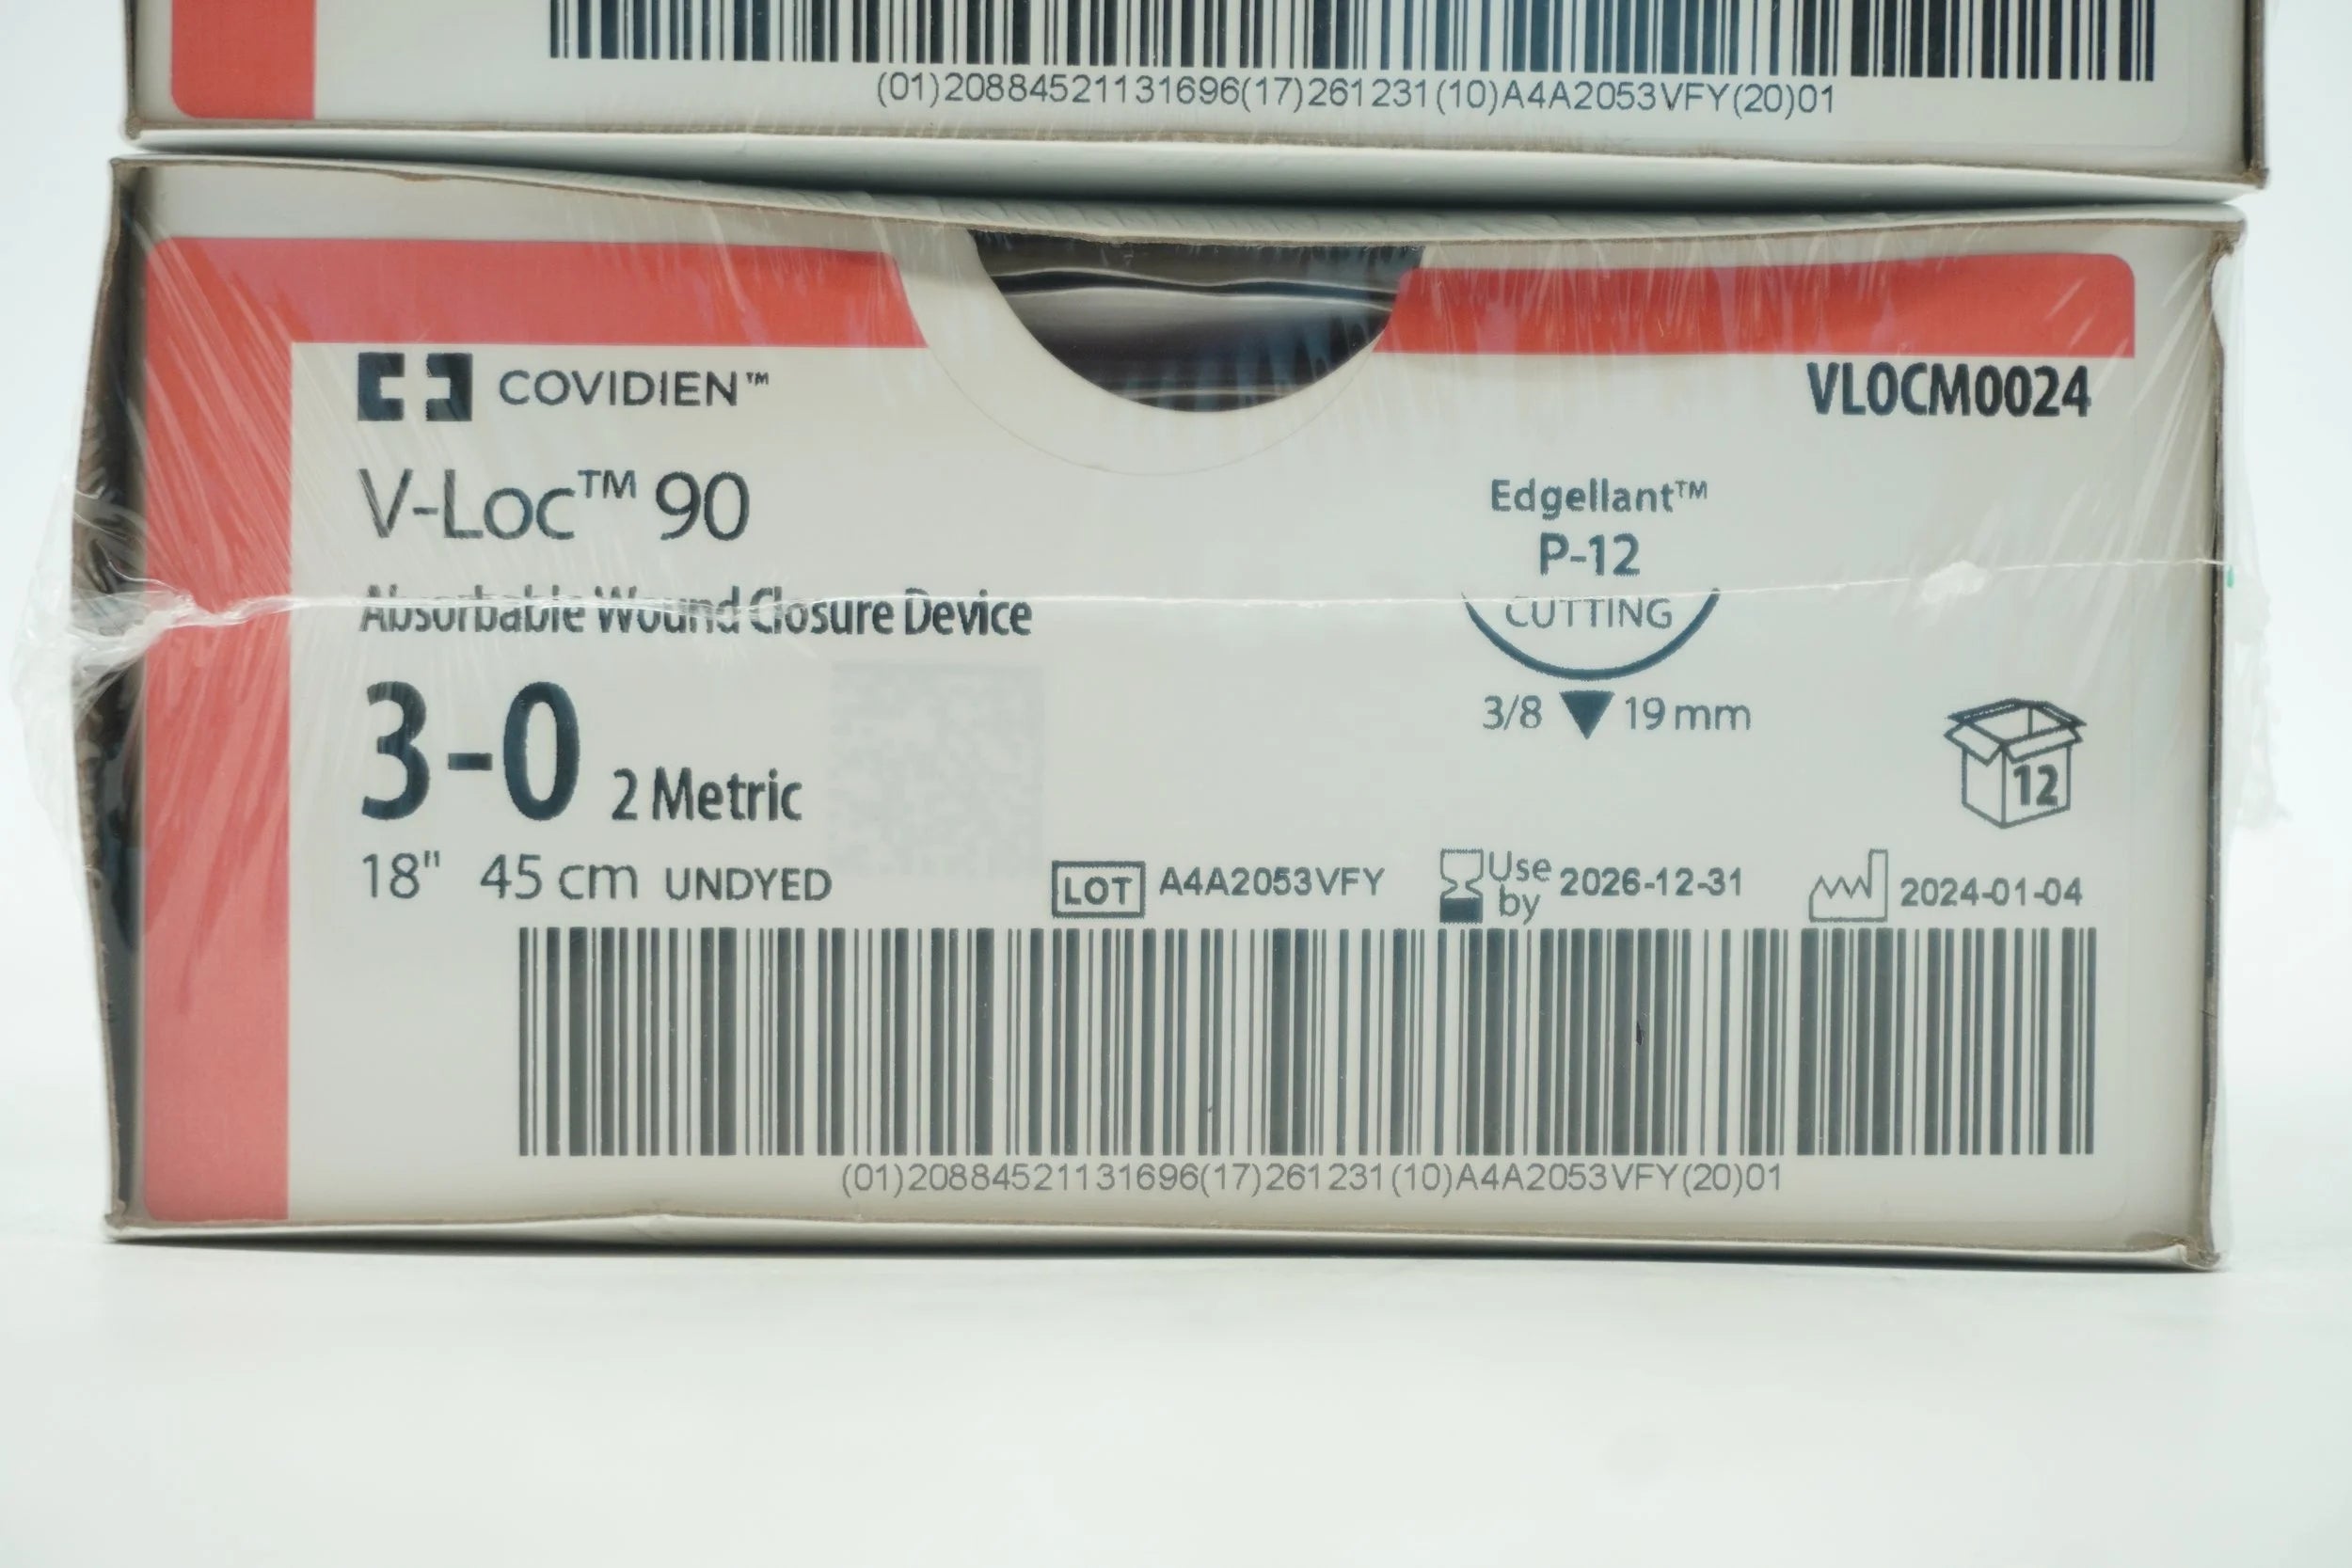 (01)20884521131696(17)261231(10)A4A2053VFY(20)01
COVIDIEN™
VLOCM0024
V-Loc™ 90
Edgellant™
P-12
Absorbable Wound Closure Device
CUTTING
3/8 19 mm
3-0 2 Metric
12
18" 45 cm UNDYED
LOT A4A2053VFY
Use by 2026-12-31
2024-01-04
(01)20884521131696(17)261231(10)A4A2053VFY(20)01